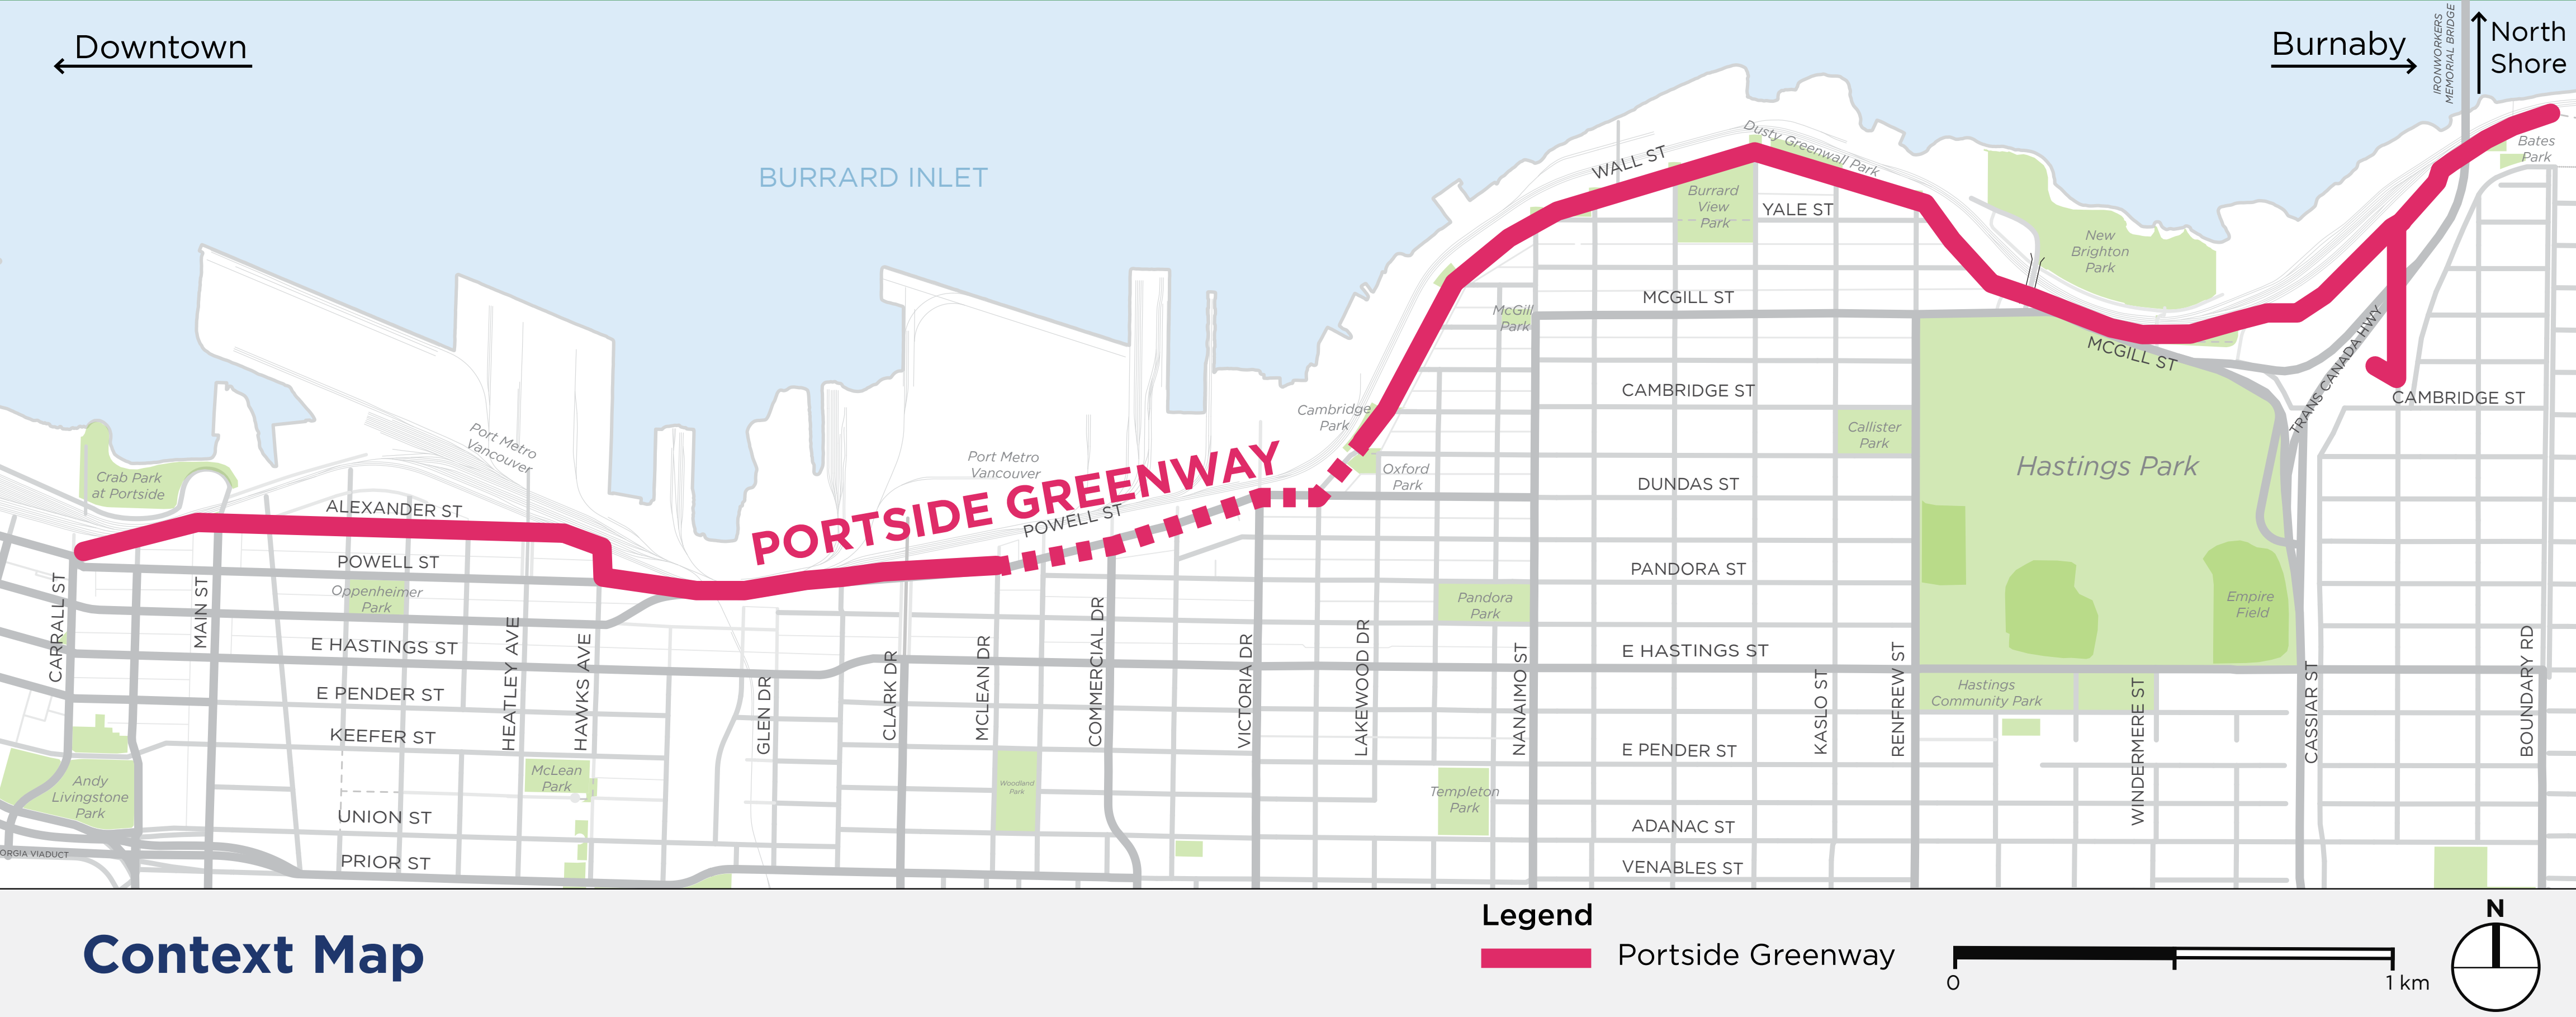 Downtown
Burnaby
IRONWORKERS
MEMORIAL BRIDGE
North
Shore
BURRARD INLET
WALL ST
Dusty Greenwall Park
Bates
Park
Burrard
View
Park
YALE ST
New
Brighton
Park
McGill
Park
MCGILL ST
MCGILL ST
TRANS CANADA HWY
CAMBRIDGE ST
CAMBRIDGE ST
Cambridge
Park
Callister
Park
Port Metro
Vancouver
Port Metro
Vancouver
PORTSIDE GREENWAY
Oxford
Park
Hastings Park
Crab Park
at Portside
ALEXANDER ST
POWELL ST
DUNDAS ST
POWELL ST
PANDORA ST
Oppenheimer
Park
Pandora
Park
Empire
Field
CARRALL ST
MAIN ST
E HASTINGS ST
HEATLEY AVE
HAWKS AVE
GLEN DR
CLARK DR
MCLEAN DR
COMMERCIAL DR
VICTORIA DR
LAKEWOOD DR
NANAIMO ST
E HASTINGS ST
KASLO ST
RENFREW ST
Hastings
Community Park
WINDERMERE ST
CASSIAR ST
BOUNDARY RD
E PENDER ST
KEEFER ST
E PENDER ST
McLean
Park
Andy
Livingstone
Park
Woodland
Park
Templeton
Park
UNION ST
ADANAC ST
ORGIA VIADUCT
PRIOR ST
VENABLES ST
Context Map
Legend
Portside Greenway
0
1 km
N